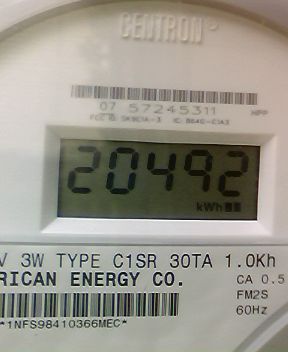 CENTRON®
07 57245311
20492
kWh
V 3W TYPE C1SR 30TA 1.0Kh
RICAN ENERGY CO.
CA 0.5
FM2S
60Hz
*1NFS98410366MEC*